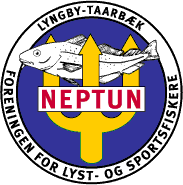 LYNGBY-TAARBÆK
NEPTUN
FORENINGEN FOR LYST- OG SPORTSFISKERE